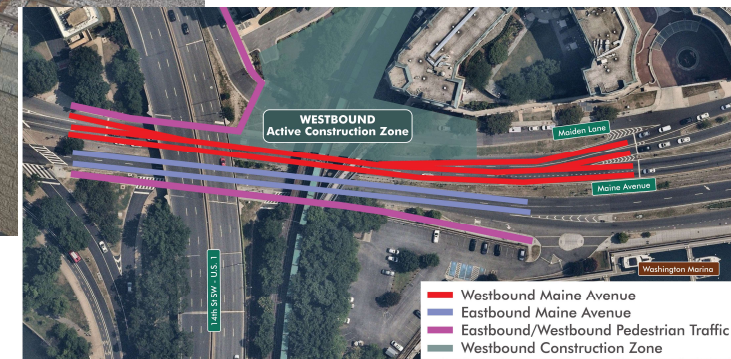 WESTBOUND
Active Construction Zone
Maiden Lane
Maine Avenue
14th St SW - U.S. 1
Washington Marina
Westbound Maine Avenue
Eastbound Maine Avenue
Eastbound/Westbound Pedestrian Traffic
Westbound Construction Zone